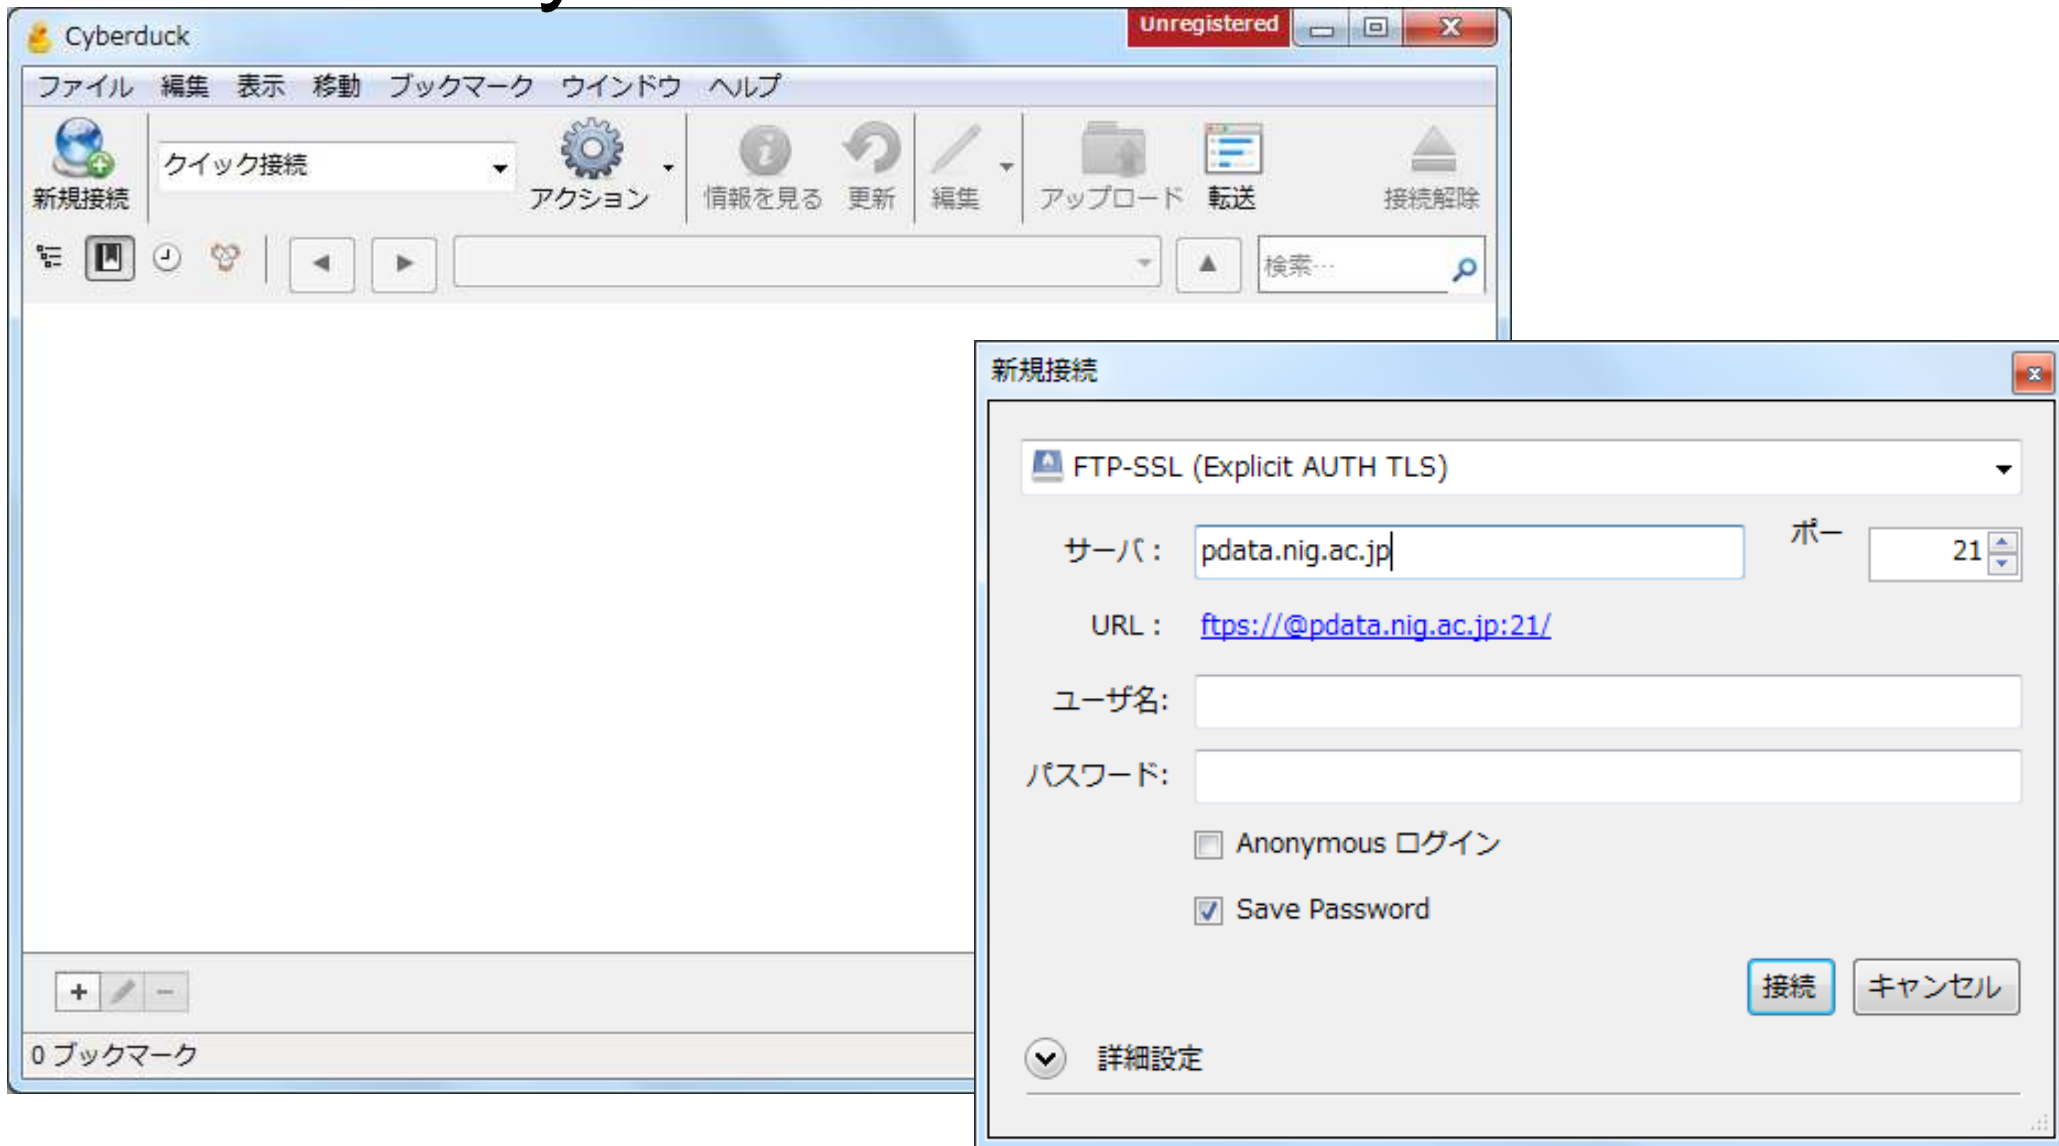 Cyberduck
Unregistered
ファイル 編集 表示 移動 ブックマーク ウインドウ ヘルプ
新規接続
クイック接続
アクション
情報を見る
更新
編集
アップロード
転送
接続解除
検索…
新規接続
FTP-SSL (Explicit AUTH TLS)
サーバ : pdata.nig.ac.jp ポー 21
URL : ftps://@pdata.nig.ac.jp:21/
ユーザ名:
パスワード:
Anonymous ログイン
Save Password
接続 キャンセル
詳細設定
0 ブックマーク